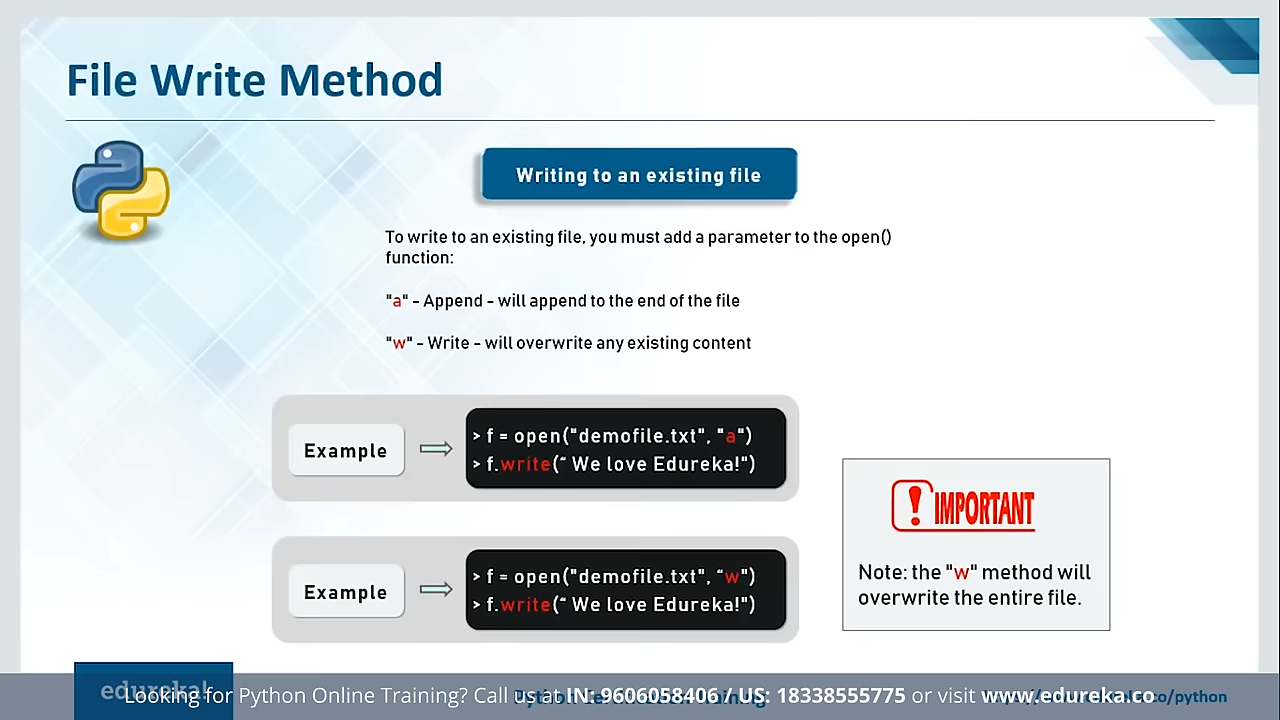 File Write Method
Writing to an existing file
To write to an existing file, you must add a parameter to the open()
function:
"a" - Append - will append to the end of the file
"w" - Write - will overwrite any existing content
Example
> f = open("demofile.txt", "a")
> f.write(“ We love Edureka!")
Example
> f = open("demofile.txt", “w")
> f.write(“ We love Edureka!")
IMPORTANT
Note: the "w" method will
overwrite the entire file.
edureka!
Looking for Python Online Training? Call us at IN: 9606058406 / US: 18338555775 or visit www.edureka.co